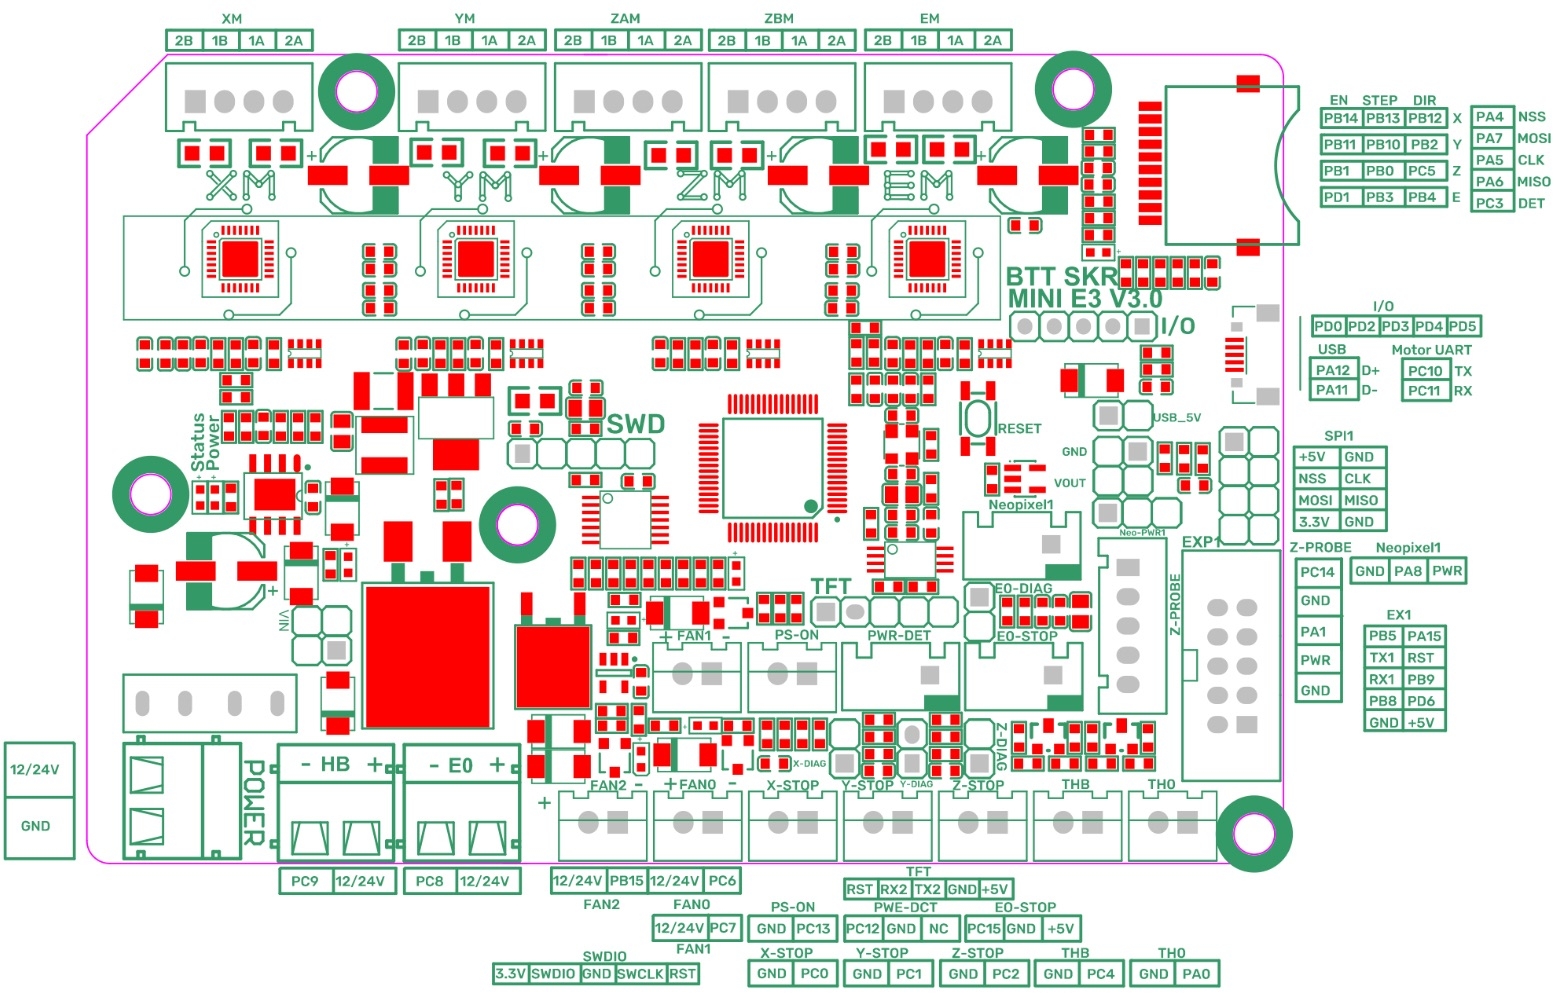 XM YM ZAM ZBM EM
2B 1B 1A 2A 2B 1B 1A 2A 2B 1B 1A 2A 2B 1B 1A 2A 2B 1B 1A 2A
EN STEP DIR
PB14 PB13 PB12 X
PB11 PB10 PB2 Y
PB1 PB0 PC5 Z
PD1 PB3 PB4 E
PA4 NSS
PA7 MOSI
PA5 CLK
PA6 MISO
PC3 DET
+ + + +
XM YM ZM EM
BTT SKR
MINI E3 V3.0
I/O
I/O
PD0 PD2 PD3 PD4 PD5
USB
PA12 D+
PA11 D-
Motor UART
PC10 TX
PC11 RX
Status
Power
SWD
RESET
USB_5V
GND
VOUT
Neopixel1
Neo-PWR1
SPI1
+5V GND
NSS CLK
MOSI MISO
3.3V GND
EXP1
Z-PROBE
PC14
GND
PA1
PWR
GND
Neopixel1
GND PA8 PWR
EX1
PB5 PA15
TX1 RST
RX1 PB9
PB8 PD6
GND +5V
+
VIN
TFT
E0-DIAG
Z-PROBE
+ FAN1 - PS-ON PWR-DET E0-STOP
12/24V
GND
POWER
- HB +
- E0 +
X-DIAG
Z-DIAG
+ FAN2 - + FAN0 - X-STOP Y-STOP Y-DIAG Z-STOP THB TH0
PC9 12/24V PC8 12/24V 12/24V PB15 12/24V PC6
FAN2 FAN0
12/24V PC7
FAN1
TFT
RST RX2 TX2 GND +5V
PS-ON PWE-DCT E0-STOP
GND PC13 PC12 GND NC PC15 GND +5V
SWDIO
3.3V SWDIO GND SWCLK RST
X-STOP Y-STOP Z-STOP THB TH0
GND PC0 GND PC1 GND PC2 GND PC4 GND PA0